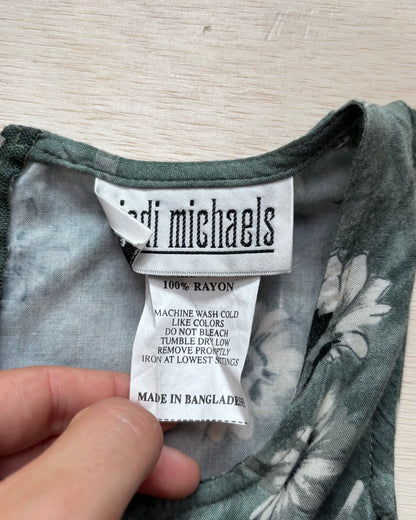 jodi michaels
100% RAYON
MACHINE WASH COLD
LIKE COLORS
DO NOT BLEACH
TUMBLE DRY LOW
REMOVE PROMPTLY
IRON AT LOWEST SETTINGS
MADE IN BANGLADESH